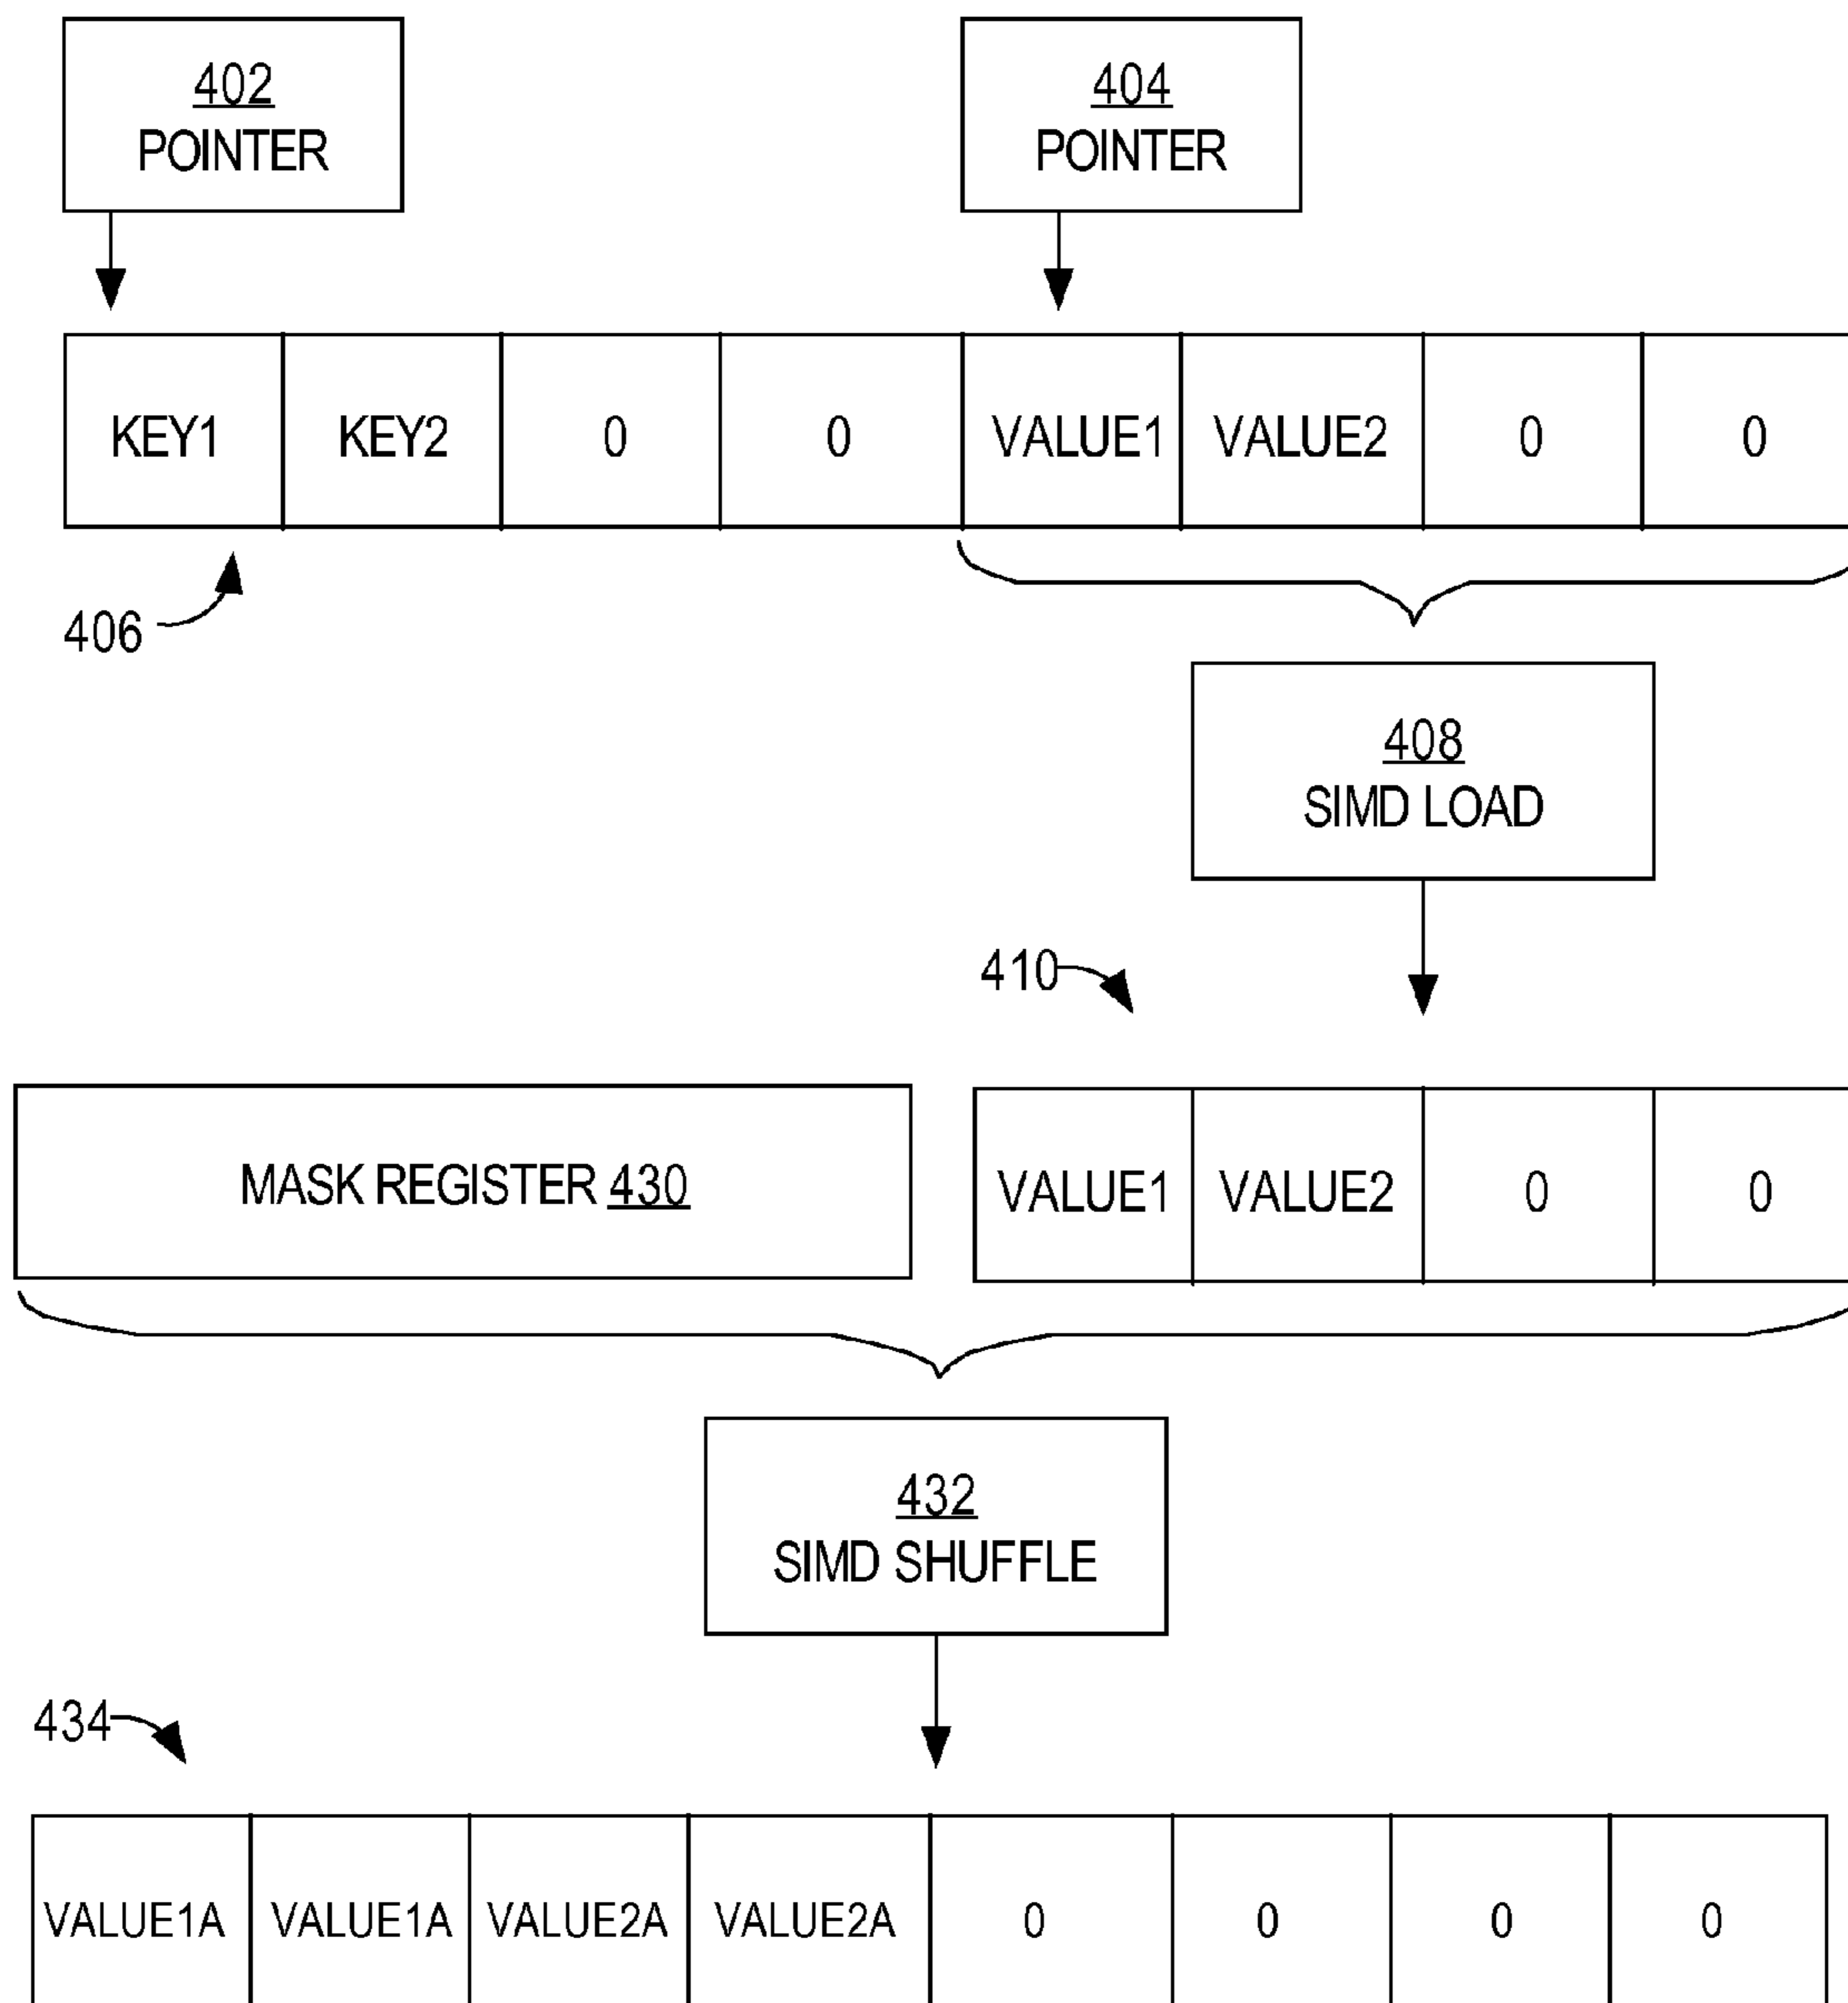 402
POINTER
404
POINTER
KEY1 KEY2 0 0 VALUE1 VALUE2 0 0
406
408
SIMD LOAD
410
MASK REGISTER 430
VALUE1 VALUE2 0 0
432
SIMD SHUFFLE
434
VALUE1A VALUE1A VALUE2A VALUE2A 0 0 0 0